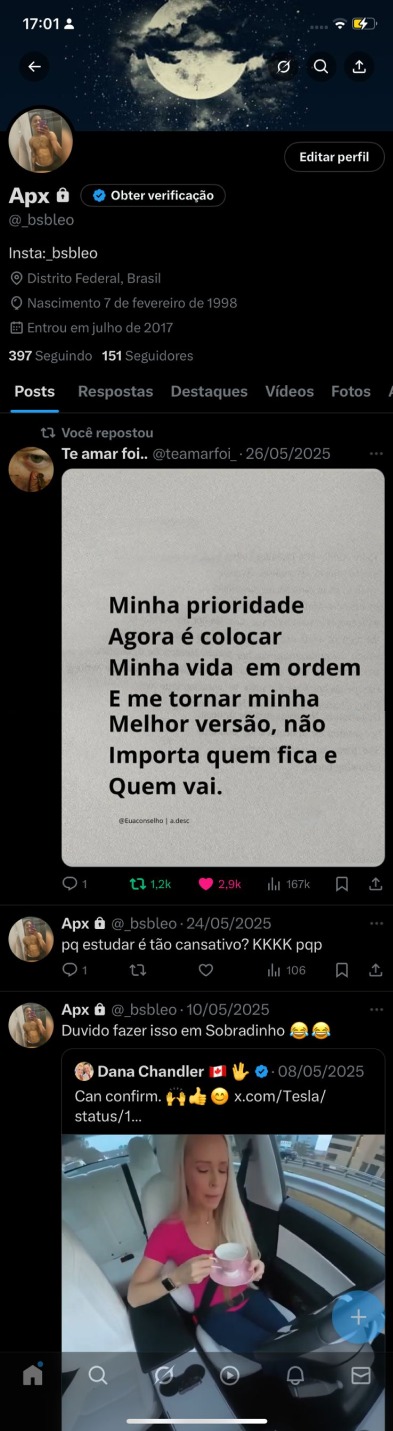 17:01
Editar perfil
Apx Obter verificação
@_bsbleo
Insta:_bsbleo
Distrito Federal, Brasil
Nascimento 7 de fevereiro de 1998
Entrou em julho de 2017
397 Seguindo 151 Seguidores
Posts Respostas Destaques Vídeos Fotos A
Você repostou
Te amar foi.. @teamarfoi_ · 26/05/2025
Minha prioridade
Agora é colocar
Minha vida em ordem
E me tornar minha
Melhor versão, não
Importa quem fica e
Quem vai.
@Euaconselho | a.desc
1 1,2k 2,9k 167k
Apx @_bsbleo · 24/05/2025
pq estudar é tão cansativo? KKKK pqp
1 106
Apx @_bsbleo · 10/05/2025
Duvido fazer isso em Sobradinho 😂😂
Dana Chandler 🇨🇦 🖖 · 08/05/2025
Can confirm. 🙌👍😊 x.com/Tesla/
status/1...